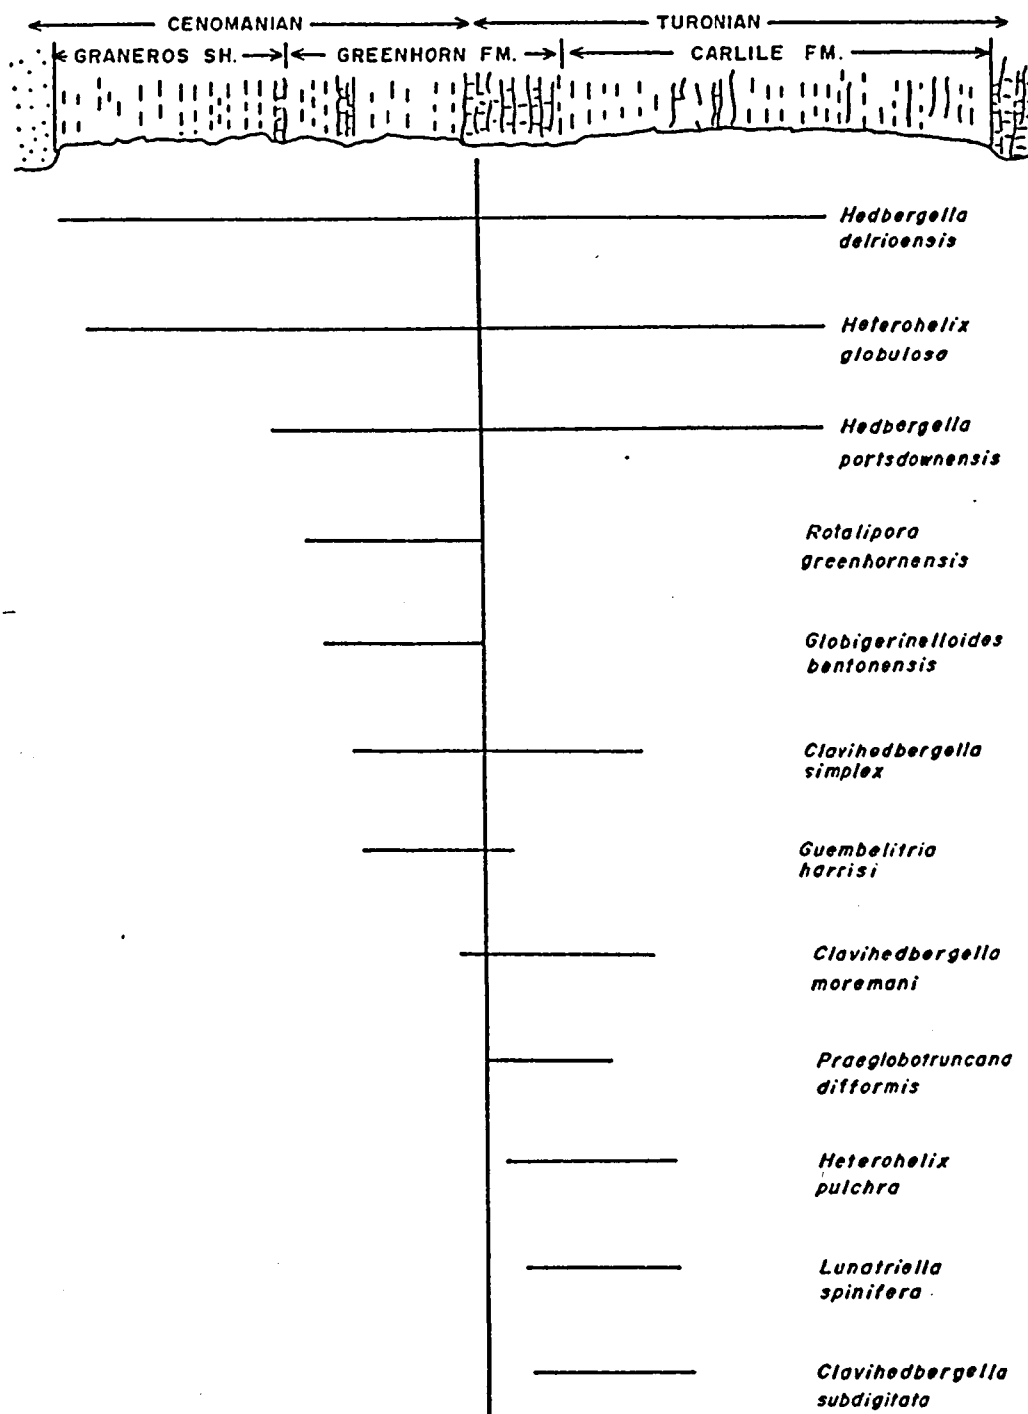 CENOMANIAN TURONIAN
GRANEROS SH. GREENHORN FM. CARLILE FM.
Hedbergella
delrioensis
Heterohelix
globulosa
Hedbergella
portsdownensis
Rotalipora
greenhornensis
Globigerinelloides
bentonensis
Clavihedbergella
simplex
Guembelitria
harrisi
Clavihedbergella
moremani
Praeglobotruncana
difformis
Heterohelix
pulchra
Lunatriella
spinifera
Clavihedbergella
subdigitata